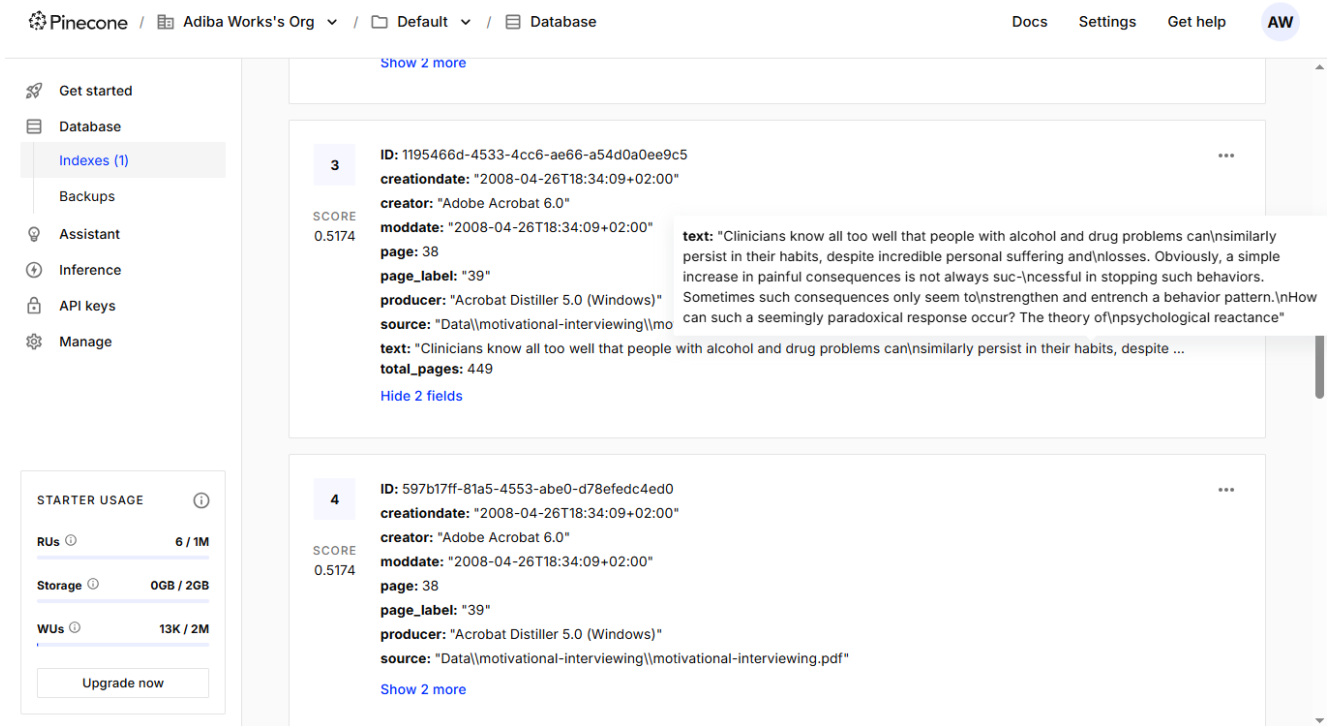 Pinecone / Adiba Works's Org / Default / Database
Docs Settings Get help AW
Get started
Database
Indexes (1)
Backups
Assistant
Inference
API keys
Manage
STARTER USAGE
RUs 6 / 1M
Storage 0GB / 2GB
WUs 13K / 2M
Upgrade now
Show 2 more
3
SCORE
0.5174
ID: 1195466d-4533-4cc6-ae66-a54d0a0ee9c5
creationdate: "2008-04-26T18:34:09+02:00"
creator: "Adobe Acrobat 6.0"
moddate: "2008-04-26T18:34:09+02:00"
page: 38
page_label: "39"
producer: "Acrobat Distiller 5.0 (Windows)"
source: "Data\\motivational-interviewing\\mo
text: "Clinicians know all too well that people with alcohol and drug problems can\nsimilarly persist in their habits, despite ...
total_pages: 449
Hide 2 fields
text: "Clinicians know all too well that people with alcohol and drug problems can\nsimilarly
persist in their habits, despite incredible personal suffering and\nlosses. Obviously, a simple
increase in painful consequences is not always suc-\ncessful in stopping such behaviors.
Sometimes such consequences only seem to\nstrengthen and entrench a behavior pattern.\nHow
can such a seemingly paradoxical response occur? The theory of\npsychological reactance"
4
SCORE
0.5174
ID: 597b17ff-81a5-4553-abe0-d78efedc4ed0
creationdate: "2008-04-26T18:34:09+02:00"
creator: "Adobe Acrobat 6.0"
moddate: "2008-04-26T18:34:09+02:00"
page: 38
page_label: "39"
producer: "Acrobat Distiller 5.0 (Windows)"
source: "Data\\motivational-interviewing\\motivational-interviewing.pdf"
Show 2 more